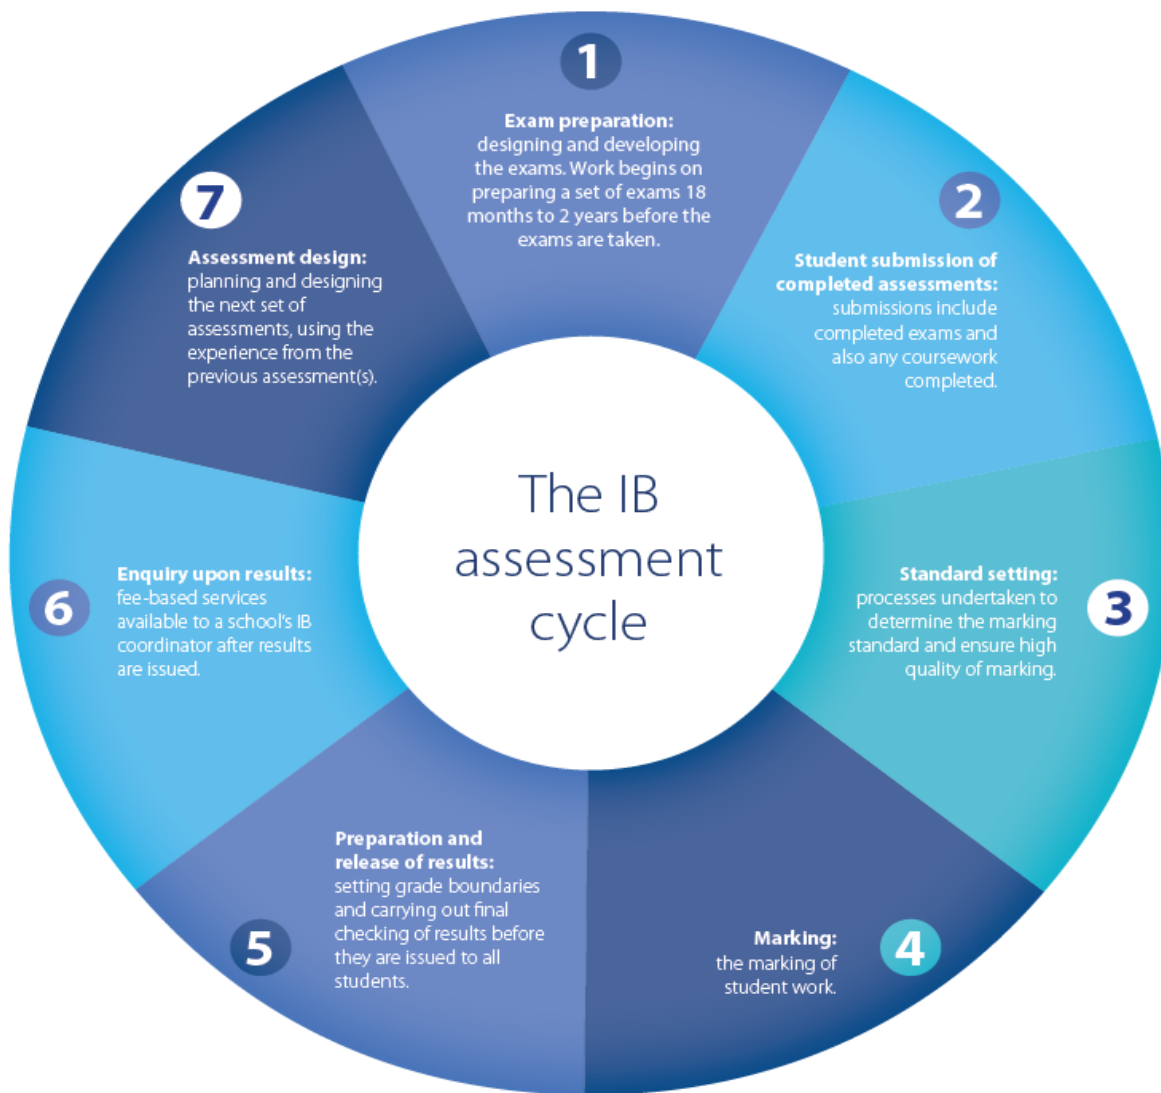 1
Exam preparation:
designing and developing
the exams. Work begins on
preparing a set of exams 18
months to 2 years before the
exams are taken.
2
Student submission of
completed assessments:
submissions include
completed exams and
also any coursework
completed.
3
Standard setting:
processes undertaken to
determine the marking
standard and ensure high
quality of marking.
4
Marking:
the marking of
student work.
5
Preparation and
release of results:
setting grade boundaries
and carrying out final
checking of results before
they are issued to all
students.
6
Enquiry upon results:
fee-based services
available to a school's IB
coordinator after results
are issued.
7
Assessment design:
planning and designing
the next set of
assessments, using the
experience from the
previous assessment(s).
The IB
assessment
cycle